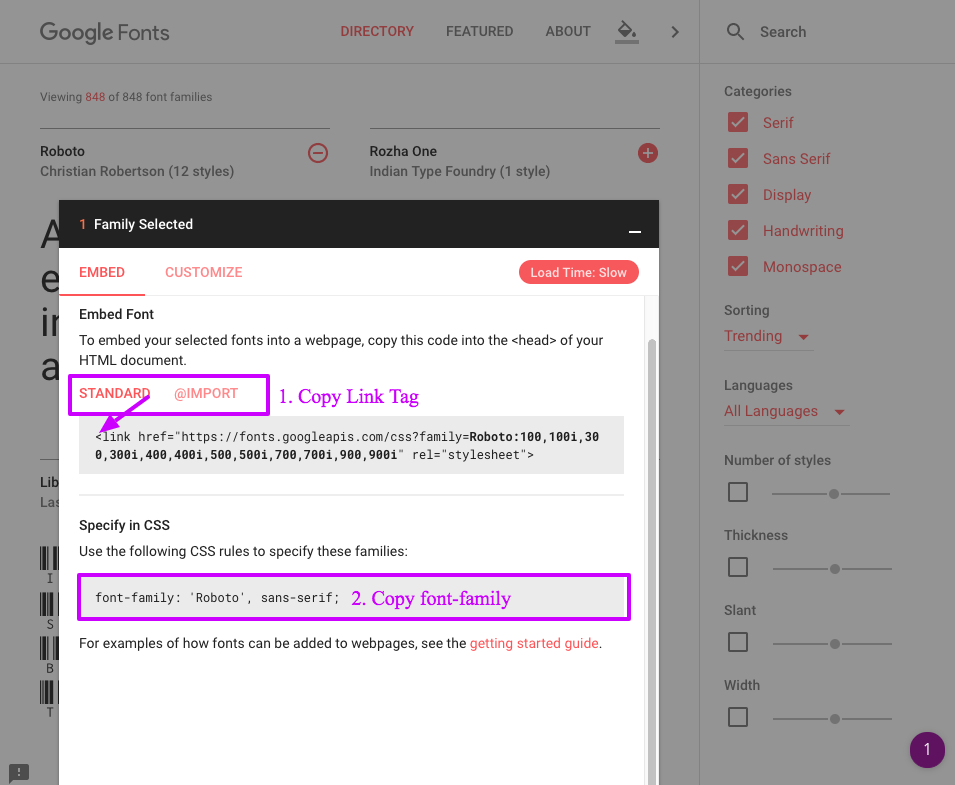 Google Fonts
DIRECTORY
FEATURED
ABOUT
Search
Viewing 848 of 848 font families
Roboto
Christian Robertson (12 styles)
Rozha One
Indian Type Foundry (1 style)
A
e
in
a
1 Family Selected
EMBED
CUSTOMIZE
Load Time: Slow
Embed Font
To embed your selected fonts into a webpage, copy this code into the <head> of your
HTML document.
STANDARD
@IMPORT
1. Copy Link Tag
<link href="https://fonts.googleapis.com/css?family=Roboto:100,100i,30
0,300i,400,400i,500,500i,700,700i,900,900i" rel="stylesheet">
Specify in CSS
Use the following CSS rules to specify these families:
font-family: 'Roboto', sans-serif;
2. Copy font-family
For examples of how fonts can be added to webpages, see the getting started guide.
Lib
Las
I
S
B
T
Categories
Serif
Sans Serif
Display
Handwriting
Monospace
Sorting
Trending
Languages
All Languages
Number of styles
Thickness
Slant
Width
1